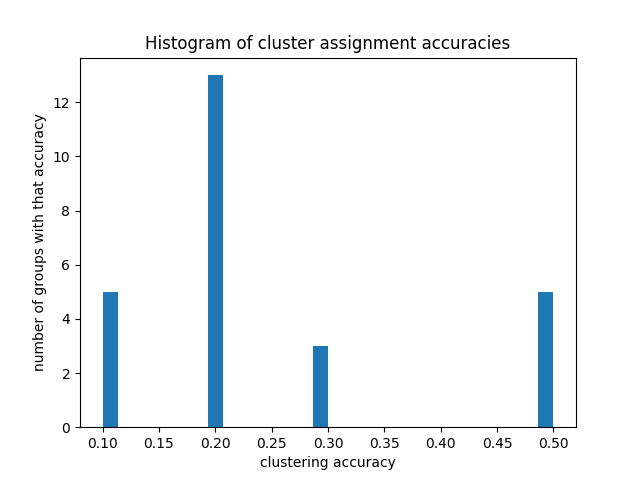 Histogram of cluster assignment accuracies
number of groups with that accuracy
12
10
8
6
4
2
0
0.10 0.15 0.20 0.25 0.30 0.35 0.40 0.45 0.50
clustering accuracy